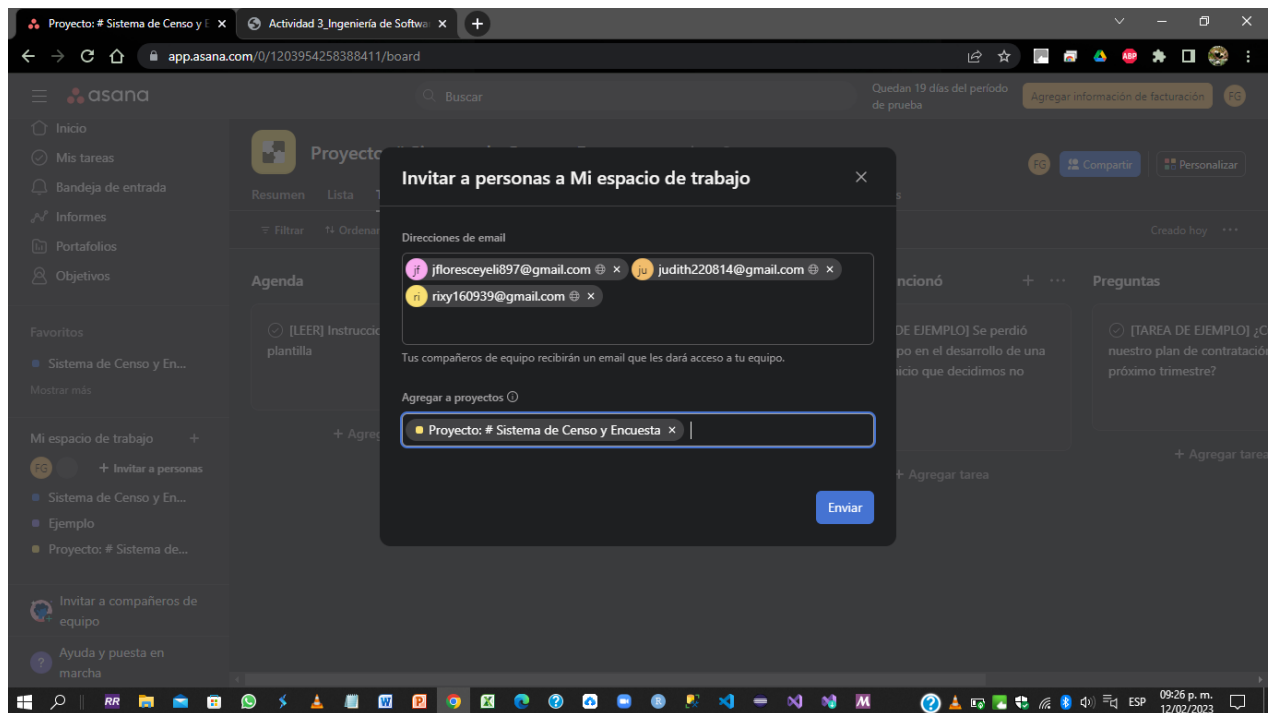 Proyecto: # Sistema de Censo y E
Actividad 3_Ingeniería de Softwa
app.asana.com/0/1203954258388411/board
asana
Buscar
Quedan 19 días del período de prueba
Agregar información de facturación
FG
Inicio
Mis tareas
Bandeja de entrada
Informes
Portafolios
Objetivos
Favoritos
Sistema de Censo y En...
Mostrar más
Mi espacio de trabajo +
FG
+ Invitar a personas
Sistema de Censo y En...
Ejemplo
Proyecto: # Sistema de...
Invitar a compañeros de equipo
? Ayuda y puesta en marcha
Proyecto
FG
Compartir
Personalizar
Resumen
Lista
Filtrar
Ordenar
Creado hoy ...
Agenda
[LEER] Instruccio
plantilla
+ Agreg
Invitar a personas a Mi espacio de trabajo
Direcciones de email
jf jfloresceyeli897@gmail.com
ju judith220814@gmail.com
ri rixy160939@gmail.com
Tus compañeros de equipo recibirán un email que les dará acceso a tu equipo.
Agregar a proyectos
Proyecto: # Sistema de Censo y Encuesta
Enviar
ncionó + ...
DE EJEMPLO] Se perdió
po en el desarrollo de una
icio que decidimos no
+ Agregar tarea
Preguntas
[TAREA DE EJEMPLO] ¿C
nuestro plan de contratación
próximo trimestre?
+ Agregar tarea
ESP
09:26 p. m.
12/02/2023